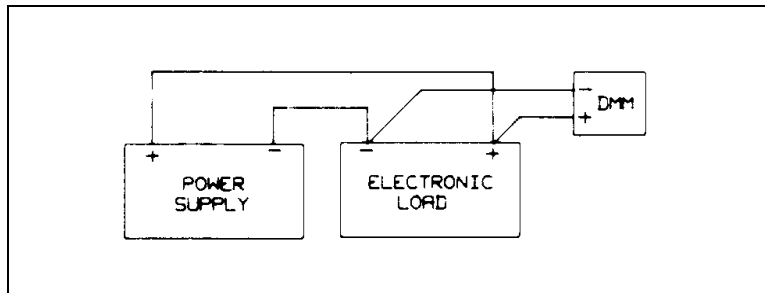 -
DMM
+
+
-
-
+
POWER
SUPPLY
ELECTRONIC
LOAD